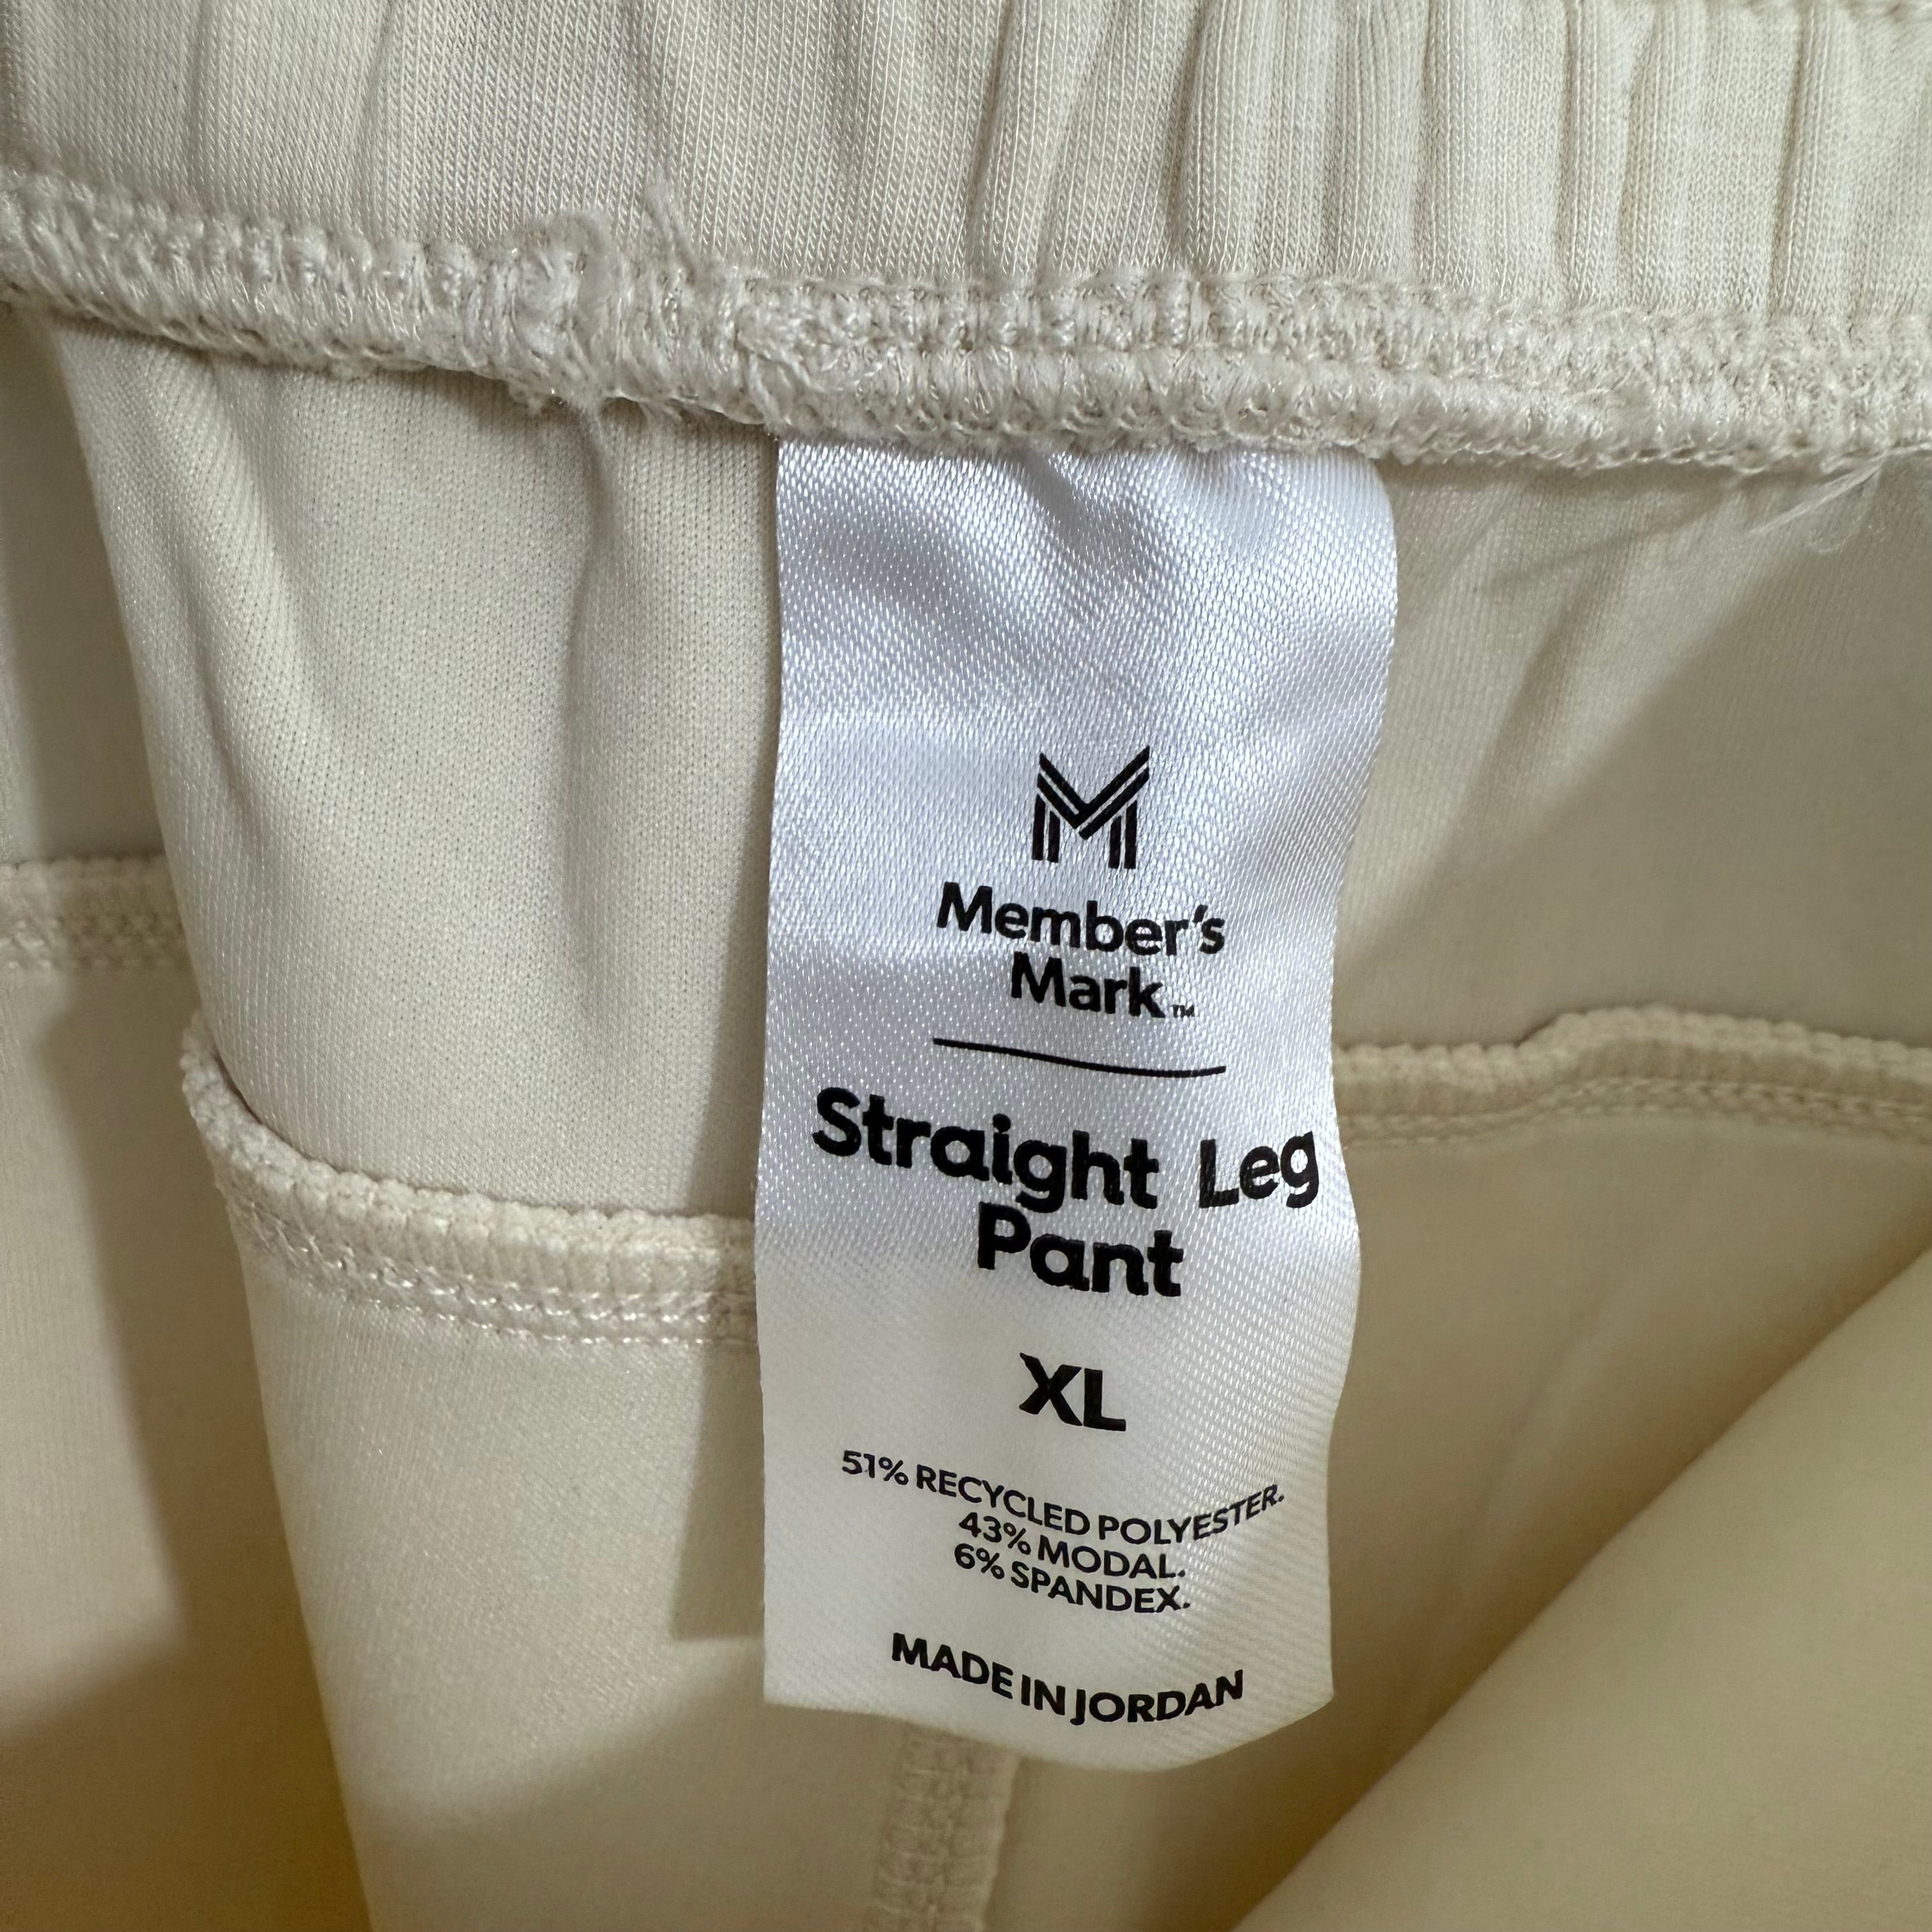 Member's
Mark™
Straight Leg
Pant
XL
51% RECYCLED POLYESTER.
43% MODAL.
6% SPANDEX.
MADE IN JORDAN